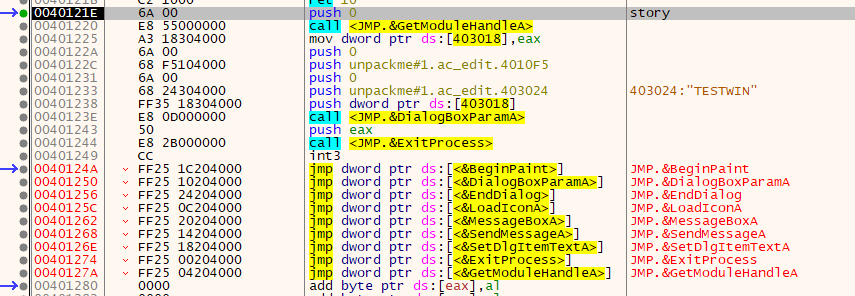 0040121B C2 1000 ret 10
0040121E 6A 00 push 0 story
00401220 E8 55000000 call <JMP.&GetModuleHandleA>
00401225 A3 18304000 mov dword ptr ds:[403018],eax
0040122A 6A 00 push 0
0040122C 68 F5104000 push unpackme#1.ac_edit.4010F5
00401231 6A 00 push 0
00401233 68 24304000 push unpackme#1.ac_edit.403024 403024:"TESTWIN"
00401238 FF35 18304000 push dword ptr ds:[403018]
0040123E E8 0D000000 call <JMP.&DialogBoxParamA>
00401243 50 push eax
00401244 E8 2B000000 call <JMP.&ExitProcess>
00401249 CC int3
0040124A FF25 1C204000 jmp dword ptr ds:[<&BeginPaint>] JMP.&BeginPaint
00401250 FF25 10204000 jmp dword ptr ds:[<&DialogBoxParamA>] JMP.&DialogBoxParamA
00401256 FF25 24204000 jmp dword ptr ds:[<&EndDialog>] JMP.&EndDialog
0040125C FF25 0C204000 jmp dword ptr ds:[<&LoadIconA>] JMP.&LoadIconA
00401262 FF25 20204000 jmp dword ptr ds:[<&MessageBoxA>] JMP.&MessageBoxA
00401268 FF25 14204000 jmp dword ptr ds:[<&SendMessageA>] JMP.&SendMessageA
0040126E FF25 18204000 jmp dword ptr ds:[<&SetDlgItemTextA>] JMP.&SetDlgItemTextA
00401274 FF25 00204000 jmp dword ptr ds:[<&ExitProcess>] JMP.&ExitProcess
0040127A FF25 04204000 jmp dword ptr ds:[<&GetModuleHandleA>] JMP.&GetModuleHandleA
00401280 0000 add byte ptr ds:[eax],al